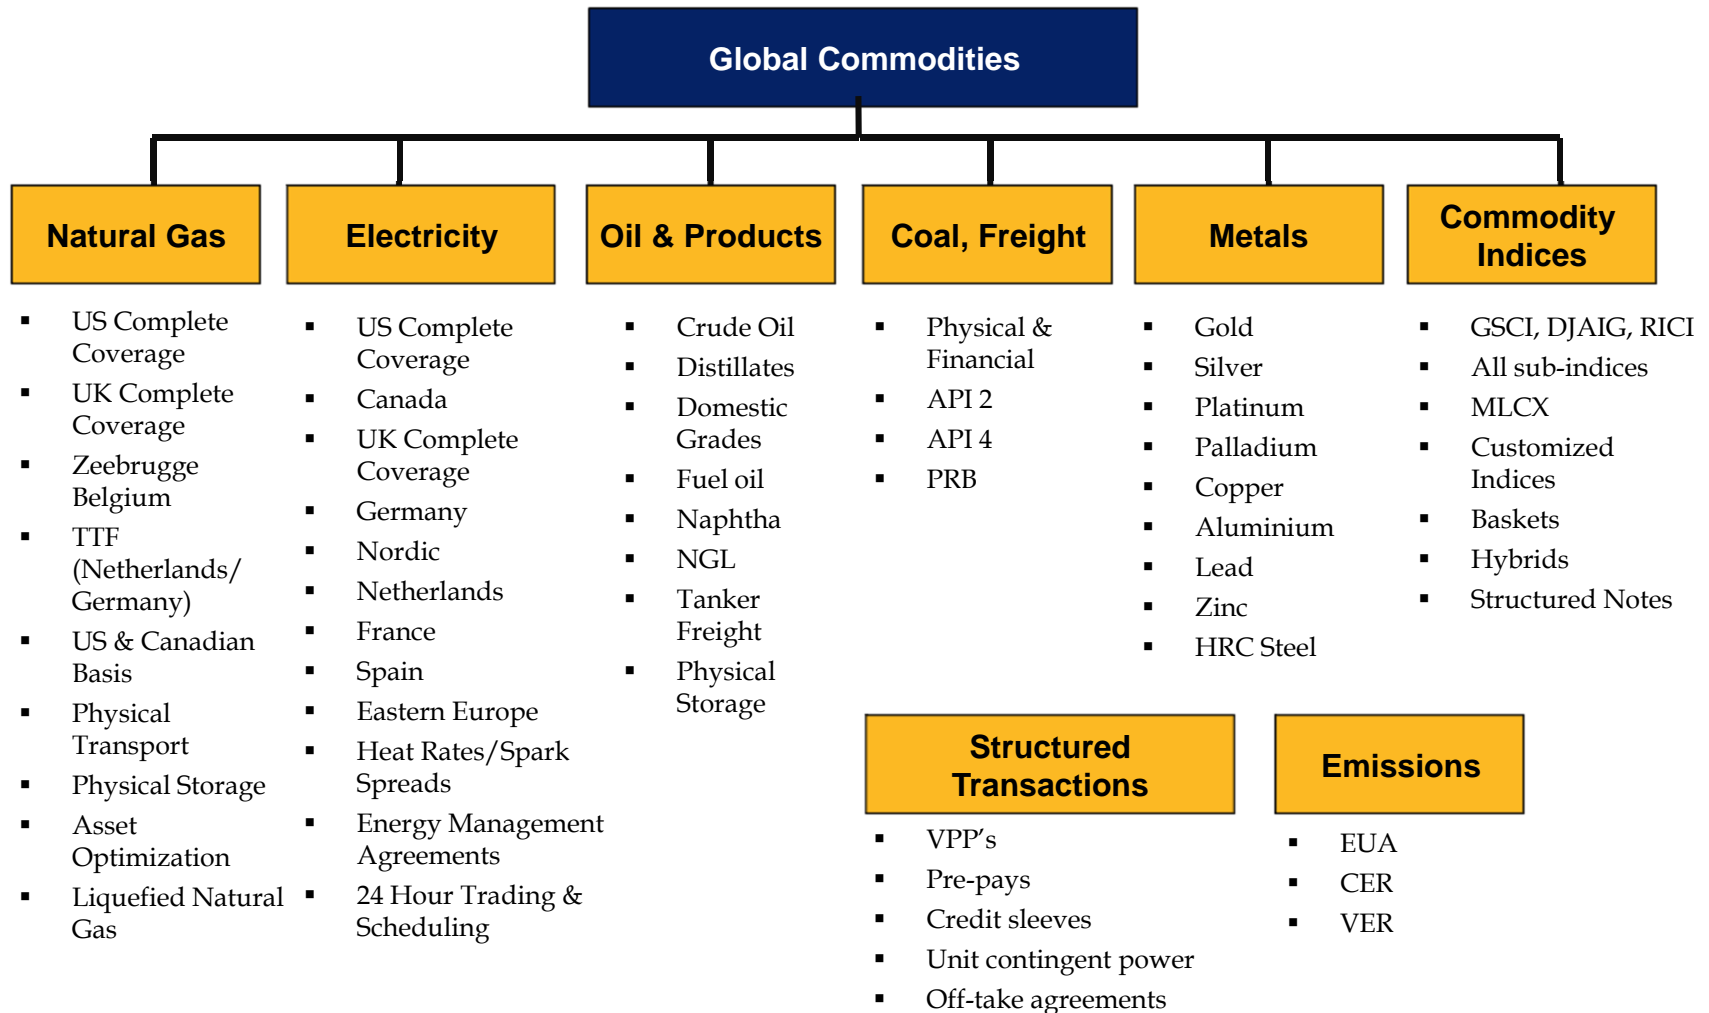 Global Commodities
Natural Gas
▪ US Complete
Coverage
▪ UK Complete
Coverage
▪ Zeebrugge
Belgium
▪ TTF
(Netherlands/
Germany)
▪ US & Canadian
Basis
▪ Physical
Transport
▪ Physical Storage
▪ Asset
Optimization
▪ Liquefied Natural
Gas
Electricity
▪ US Complete
Coverage
▪ Canada
▪ UK Complete
Coverage
▪ Germany
▪ Nordic
▪ Netherlands
▪ France
▪ Spain
▪ Eastern Europe
▪ Heat Rates/Spark
Spreads
▪ Energy Management
Agreements
▪ 24 Hour Trading &
Scheduling
Oil & Products
▪ Crude Oil
▪ Distillates
▪ Domestic
Grades
▪ Fuel oil
▪ Naphtha
▪ NGL
▪ Tanker
Freight
▪ Physical
Storage
Coal, Freight
▪ Physical &
Financial
▪ API 2
▪ API 4
▪ PRB
Metals
▪ Gold
▪ Silver
▪ Platinum
▪ Palladium
▪ Copper
▪ Aluminium
▪ Lead
▪ Zinc
▪ HRC Steel
Commodity
Indices
▪ GSCI, DJAIG, RICI
▪ All sub-indices
▪ MLCX
▪ Customized
Indices
▪ Baskets
▪ Hybrids
▪ Structured Notes
Structured
Transactions
▪ VPP’s
▪ Pre-pays
▪ Credit sleeves
▪ Unit contingent power
▪ Off-take agreements
Emissions
▪ EUA
▪ CER
▪ VER